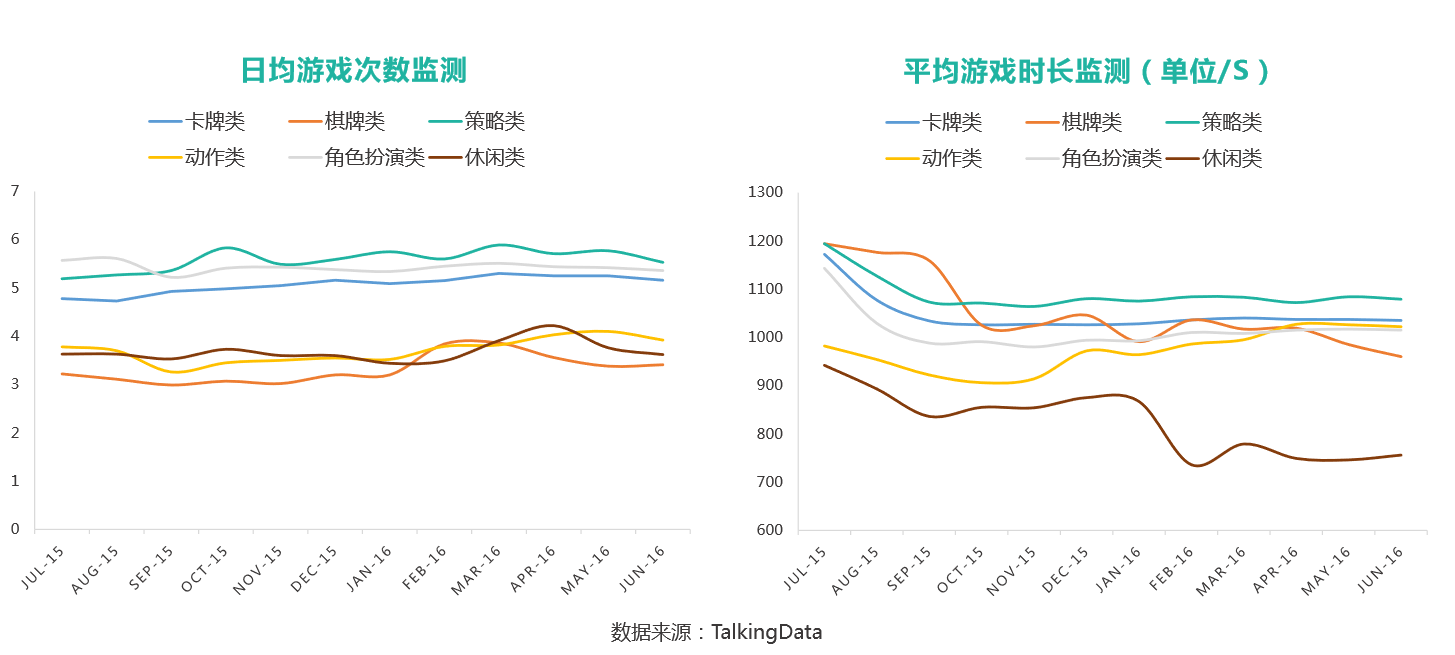 日均游戏次数监测
卡牌类 棋牌类 策略类
动作类 角色扮演类 休闲类
7
6
5
4
3
2
1
0
JUL-15 AUG-15 SEP-15 OCT-15 NOV-15 DEC-15 JAN-16 FEB-16 MAR-16 APR-16 MAY-16 JUN-16
平均游戏时长监测（单位/S）
卡牌类 棋牌类 策略类
动作类 角色扮演类 休闲类
1300
1200
1100
1000
900
800
700
600
JUL-15 AUG-15 SEP-15 OCT-15 NOV-15 DEC-15 JAN-16 FEB-16 MAR-16 APR-16 MAY-16 JUN-16
数据来源：TalkingData